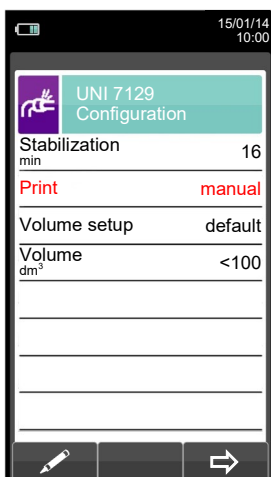 15/01/14
10:00
UNI 7129
Configuration
Stabilization 16
min
Print manual
Volume setup default
Volume <100
dm³